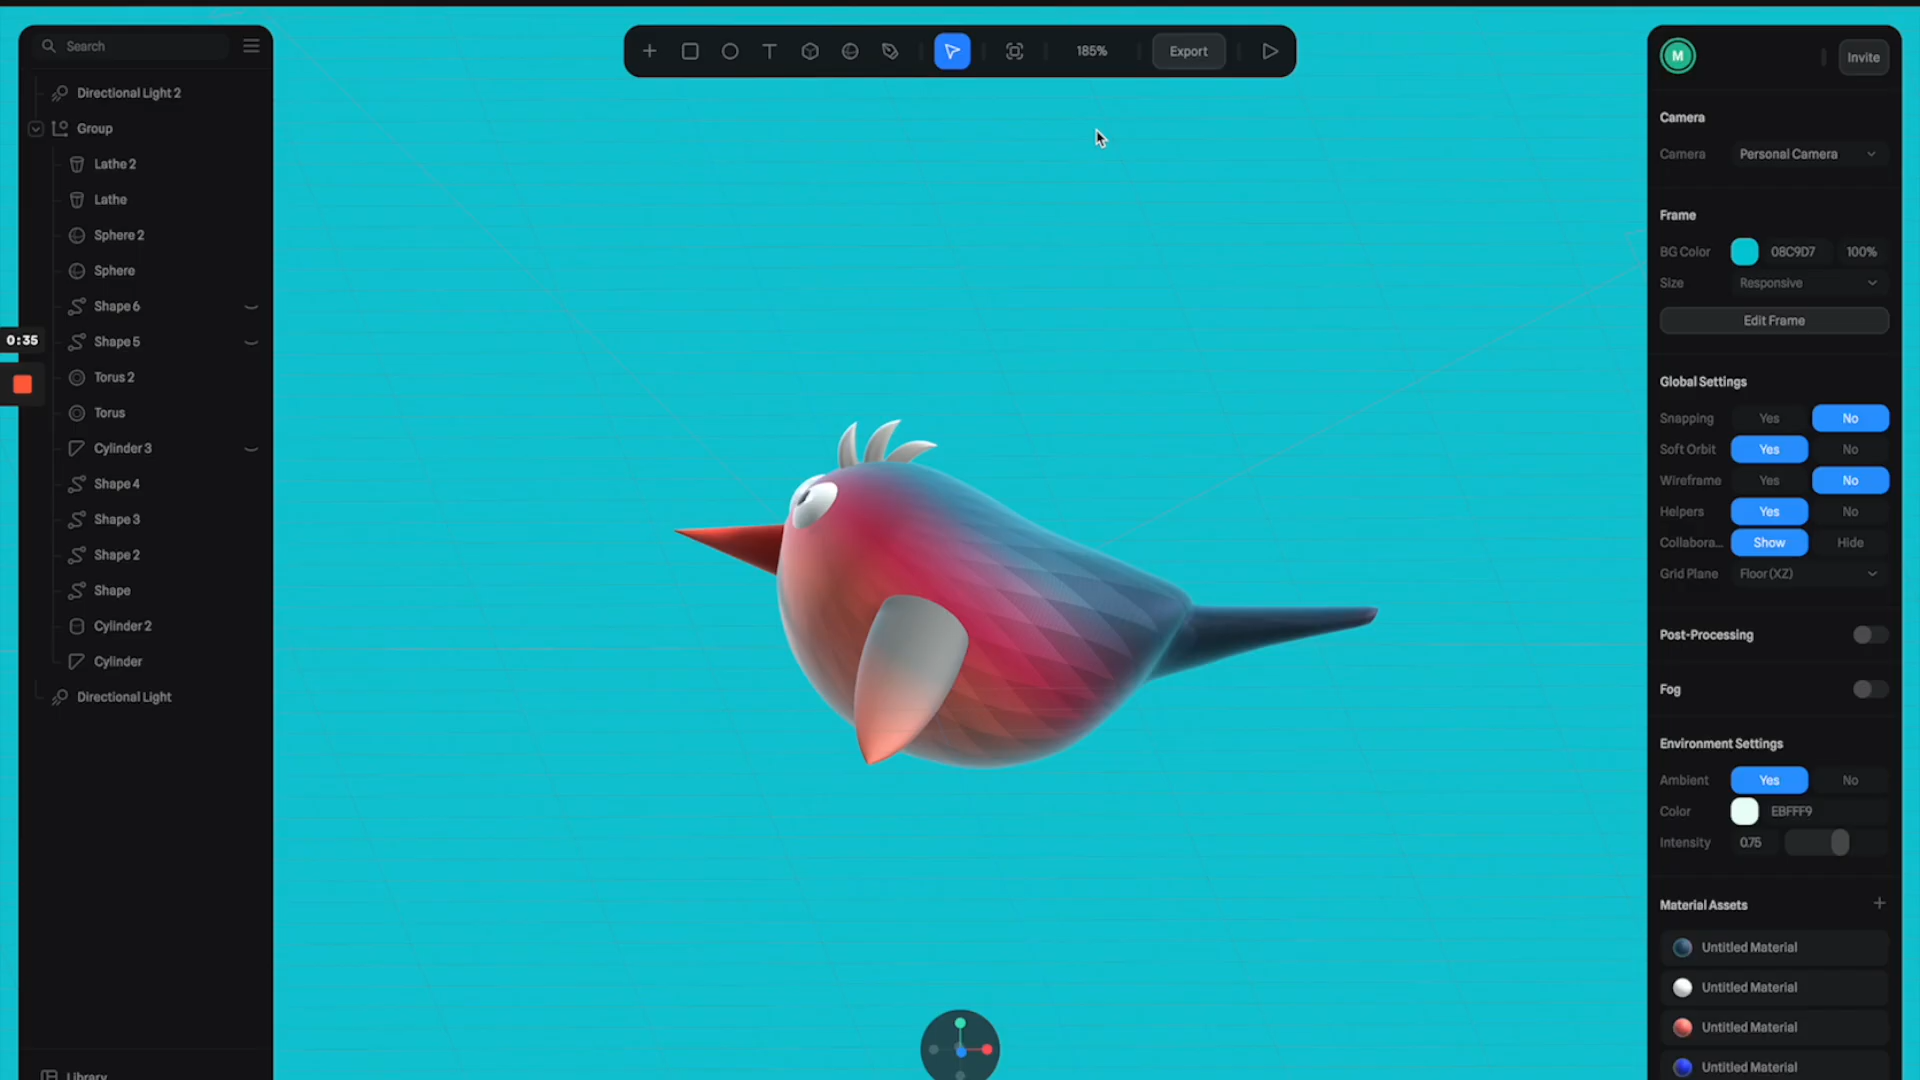 Search
Directional Light 2
Group
Lathe 2
Lathe
Sphere 2
Sphere
Shape 6
Shape 5
Torus 2
Torus
Cylinder 3
Shape 4
Shape 3
Shape 2
Shape
Cylinder 2
Cylinder
Directional Light
Library
0:35
185%
Export
M
Invite
Camera
Camera Personal Camera
Frame
BG Color 08C9D7 100%
Size Responsive
Edit Frame
Global Settings
Snapping Yes No
Soft Orbit Yes No
Wireframe Yes No
Helpers Yes No
Collabora... Show Hide
Grid Plane Floor (XZ)
Post-Processing
Fog
Environment Settings
Ambient Yes No
Color EBFFF9
Intensity 0.75
Material Assets
Untitled Material
Untitled Material
Untitled Material
Untitled Material